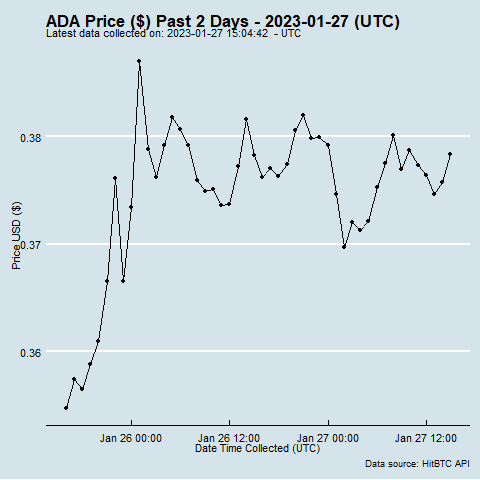 ADA Price ($) Past 2 Days - 2023-01-27 (UTC)
Latest data collected on: 2023-01-27 15:04:42 - UTC
0.38
0.37
0.36
Price USD ($)
Jan 26 00:00
Jan 26 12:00
Jan 27 00:00
Jan 27 12:00
Date Time Collected (UTC)
Data source: HitBTC API